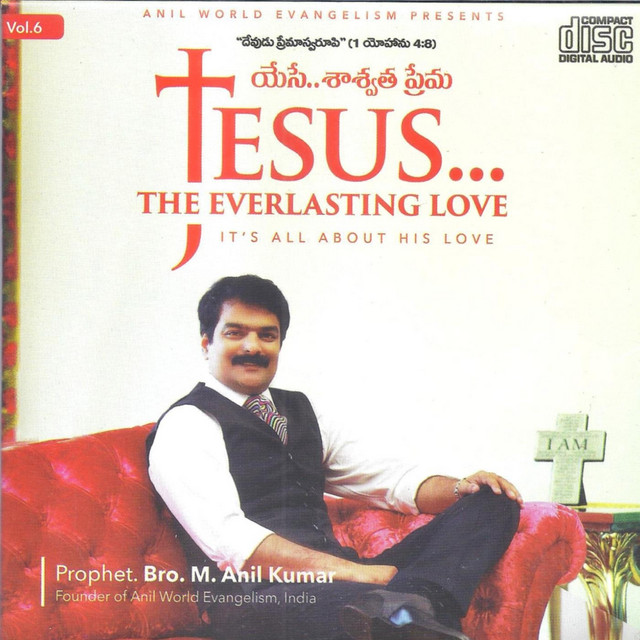 ANIL WORLD EVANGELISM PRESENTS
Vol.6
COMPACT
disc
DIGITAL AUDIO
"దేవుడు ప్రేమాస్వరూపి" (1 యోహాను 4:8)
యేసే..శాశ్వత ప్రేమ
JESUS...
THE EVERLASTING LOVE
IT'S ALL ABOUT HIS LOVE
I AM
Prophet. Bro. M. Anil Kumar
Founder of Anil World Evangelism, India